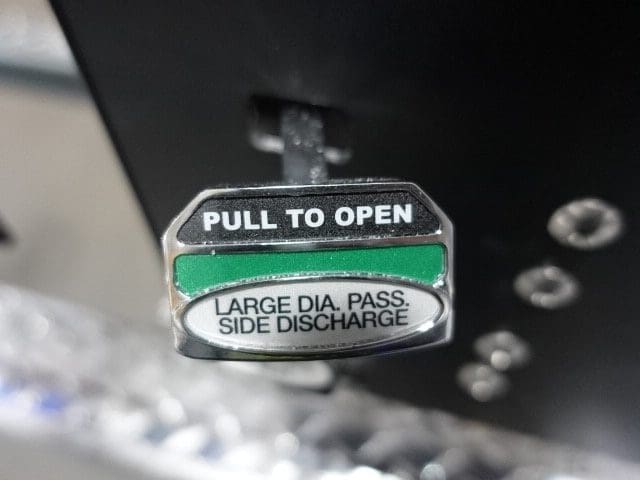 PULL TO OPEN
LARGE DIA. PASS.
SIDE DISCHARGE